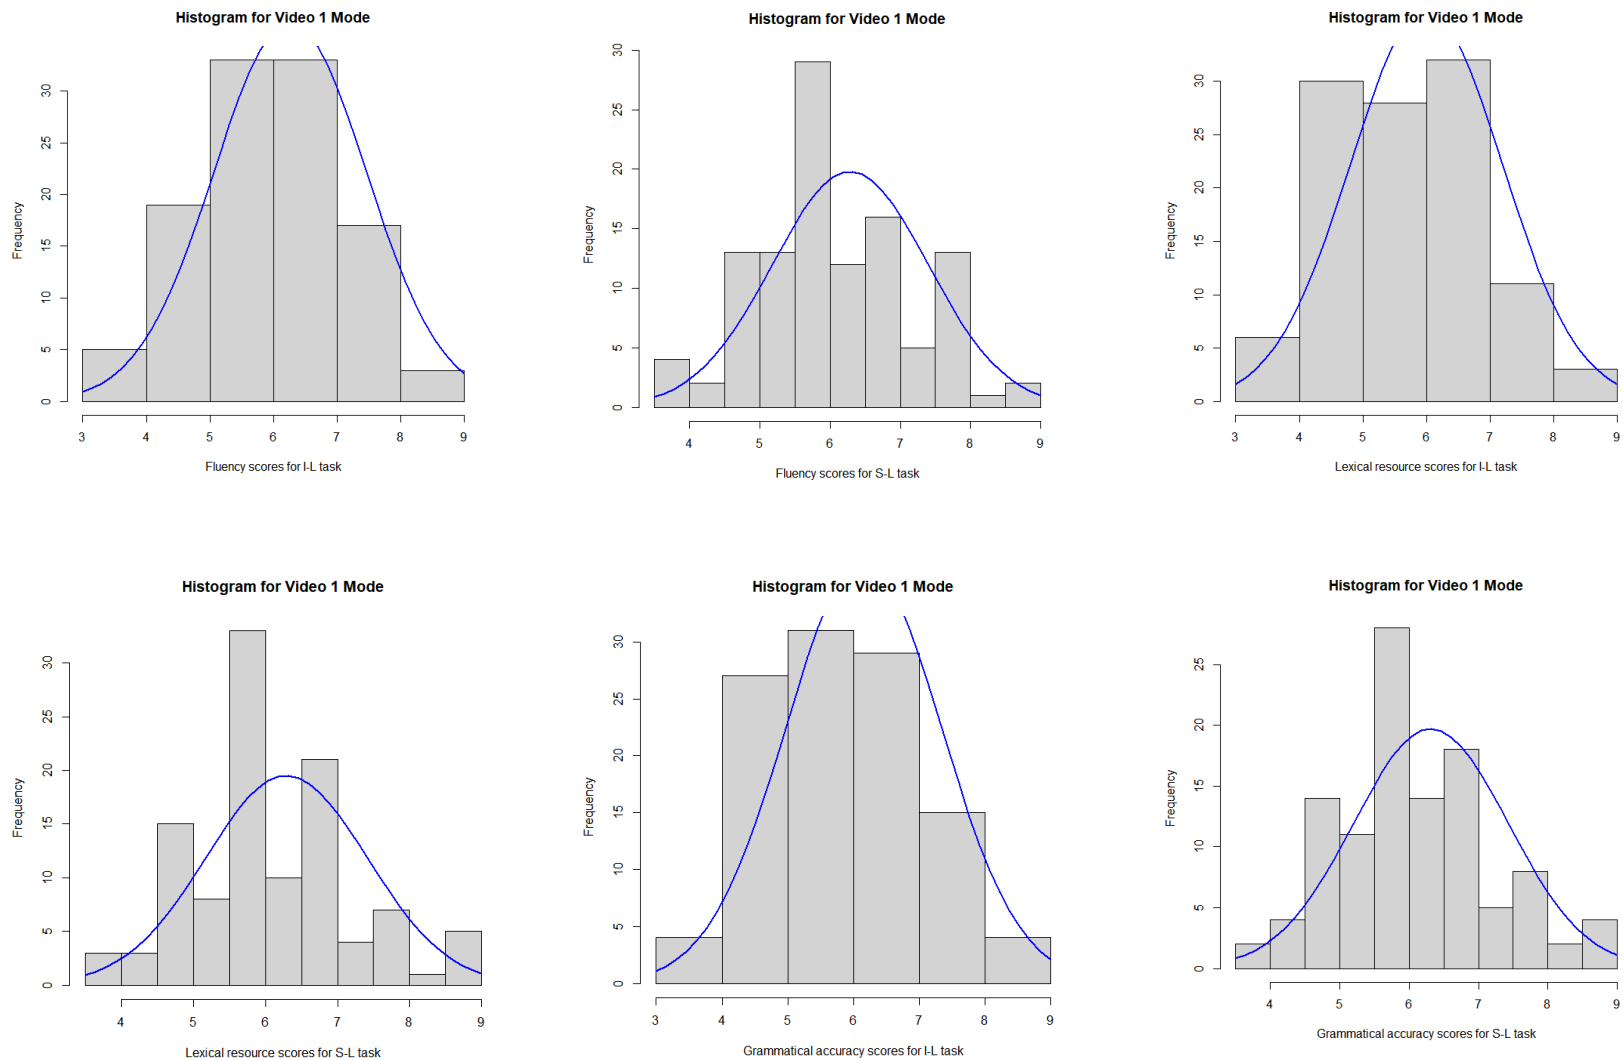 Histogram for Video 1 Mode
Frequency
0 5 10 15 20 25 30
3 4 5 6 7 8 9
Fluency scores for I-L task
Histogram for Video 1 Mode
Frequency
0 5 10 15 20 25 30
4 5 6 7 8 9
Fluency scores for S-L task
Histogram for Video 1 Mode
Frequency
0 5 10 15 20 25 30
3 4 5 6 7 8 9
Lexical resource scores for I-L task
Histogram for Video 1 Mode
Frequency
0 5 10 15 20 25 30
4 5 6 7 8 9
Lexical resource scores for S-L task
Histogram for Video 1 Mode
Frequency
0 5 10 15 20 25 30
3 4 5 6 7 8 9
Grammatical accuracy scores for I-L task
Histogram for Video 1 Mode
Frequency
0 5 10 15 20 25
4 5 6 7 8 9
Grammatical accuracy scores for S-L task